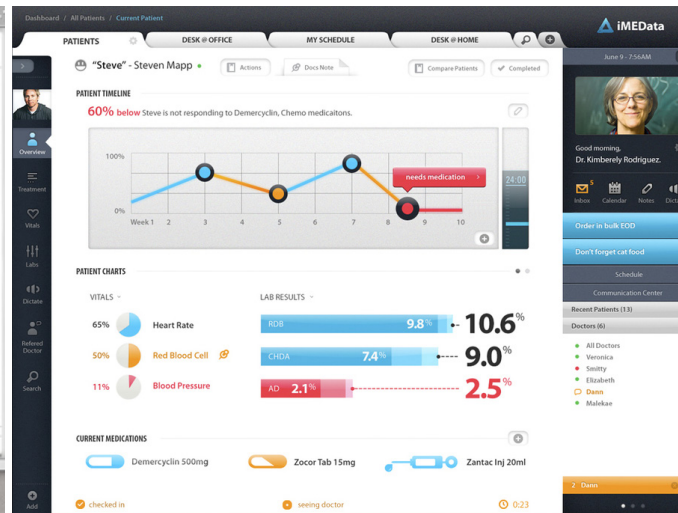 Dashboard / All Patients / Current Patient
iMEData
PATIENTS
DESK @ OFFICE
MY SCHEDULE
DESK @ HOME
June 9 - 7:56AM
"Steve" - Steven Mapp
Actions
Docs Note
Compare Patients
Completed
PATIENT TIMELINE
60% below Steve is not responding to Demercyclin, Chemo medicaitons.
100%
0%
Week 1 2 3 4 5 6 7 8 9 10
needs medication
24:00
Overview
Treatment
Vitals
Labs
Dictate
Refered
Doctor
Search
Add
PATIENT CHARTS
VITALS
65% Heart Rate
50% Red Blood Cell
11% Blood Pressure
LAB RESULTS
RDB 9.8% 10.6%
CHDA 7.4% 9.0%
AD 2.1% 2.5%
CURRENT MEDICATIONS
Demercyclin 500mg
Zocor Tab 15mg
Zantac Inj 20ml
checked in
seeing doctor
0:23
Good morning,
Dr. Kimberely Rodriguez.
5
Inbox
Calendar
Notes
Dicta
Order in bulk EOD
Don't forget cat food
Schedule
Communication Center
Recent Patients (13)
Doctors (6)
All Doctors
Veronica
Smitty
Elizabeth
Dann
Malekae
2 Dann